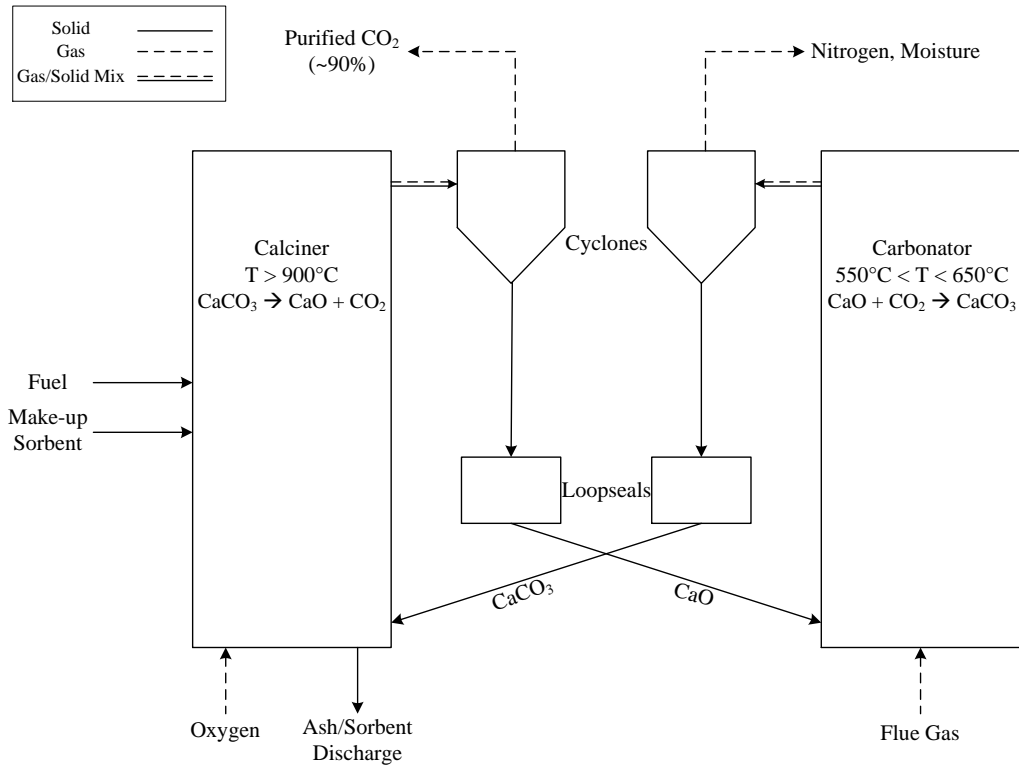 Solid
Gas
Gas/Solid Mix
Purified CO₂
(~90%)
Nitrogen, Moisture
Calciner
T > 900°C
CaCO₃ → CaO + CO₂
Cyclones
Carbonator
550°C < T < 650°C
CaO + CO₂ → CaCO₃
Fuel
Make-up
Sorbent
Loopseals
CaCO₃
CaO
Oxygen
Ash/Sorbent
Discharge
Flue Gas